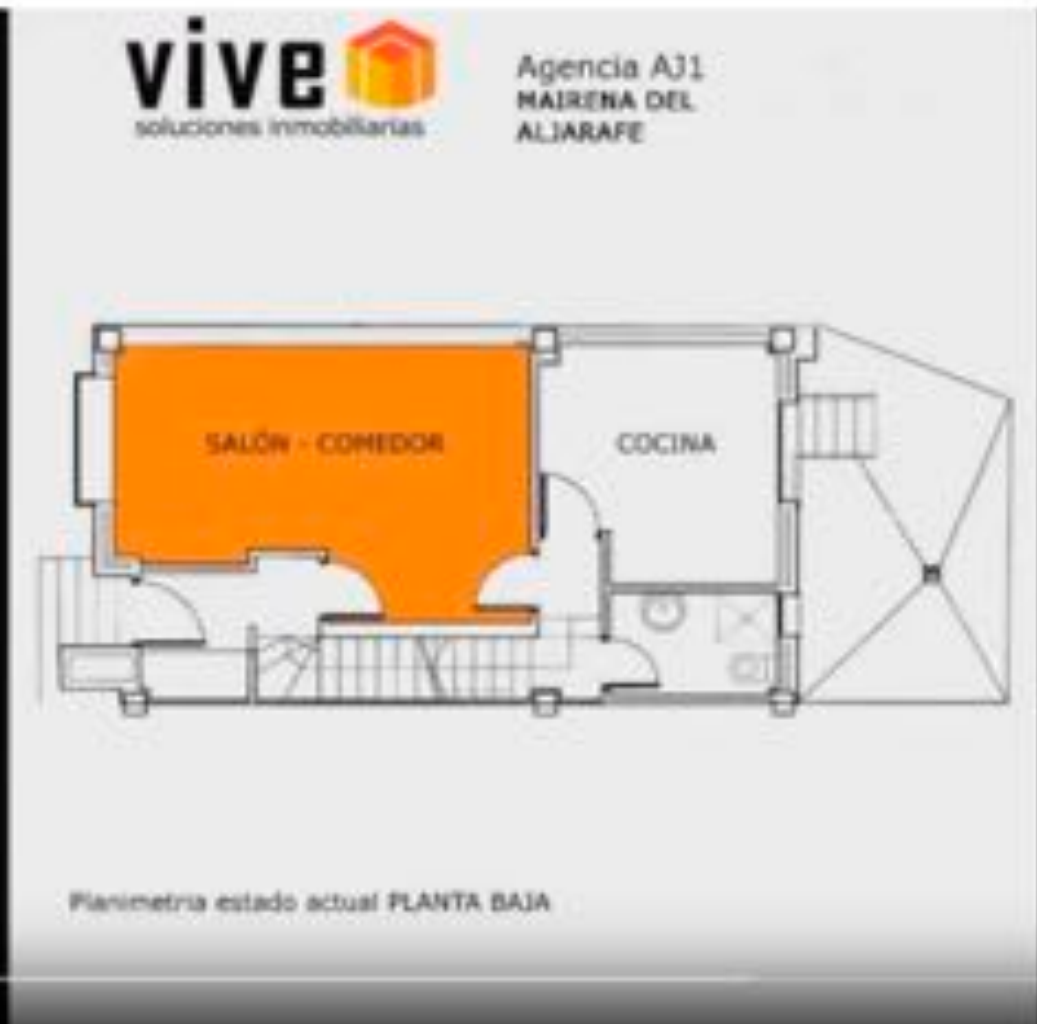 vive
soluciones inmobiliarias
Agencia AJ1
MAIRENA DEL
ALJARAFE
SALÓN - COMEDOR
COCINA
Planimetria estado actual PLANTA BAJA